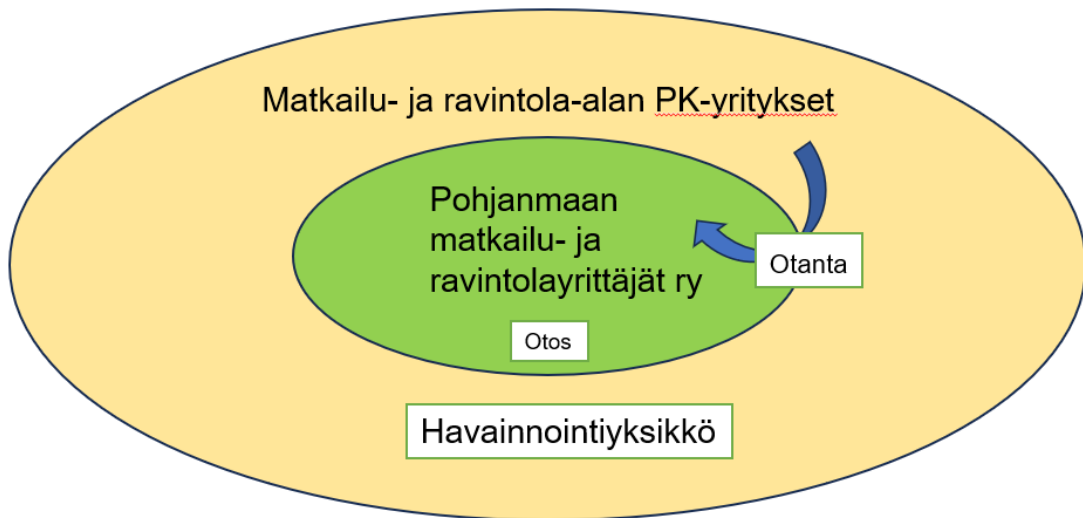 Matkailu- ja ravintola-alan PK-yritykset
Pohjanmaan
matkailu- ja
ravintolayrittäjät ry
Otanta
Otos
Havainnointiyksikkö